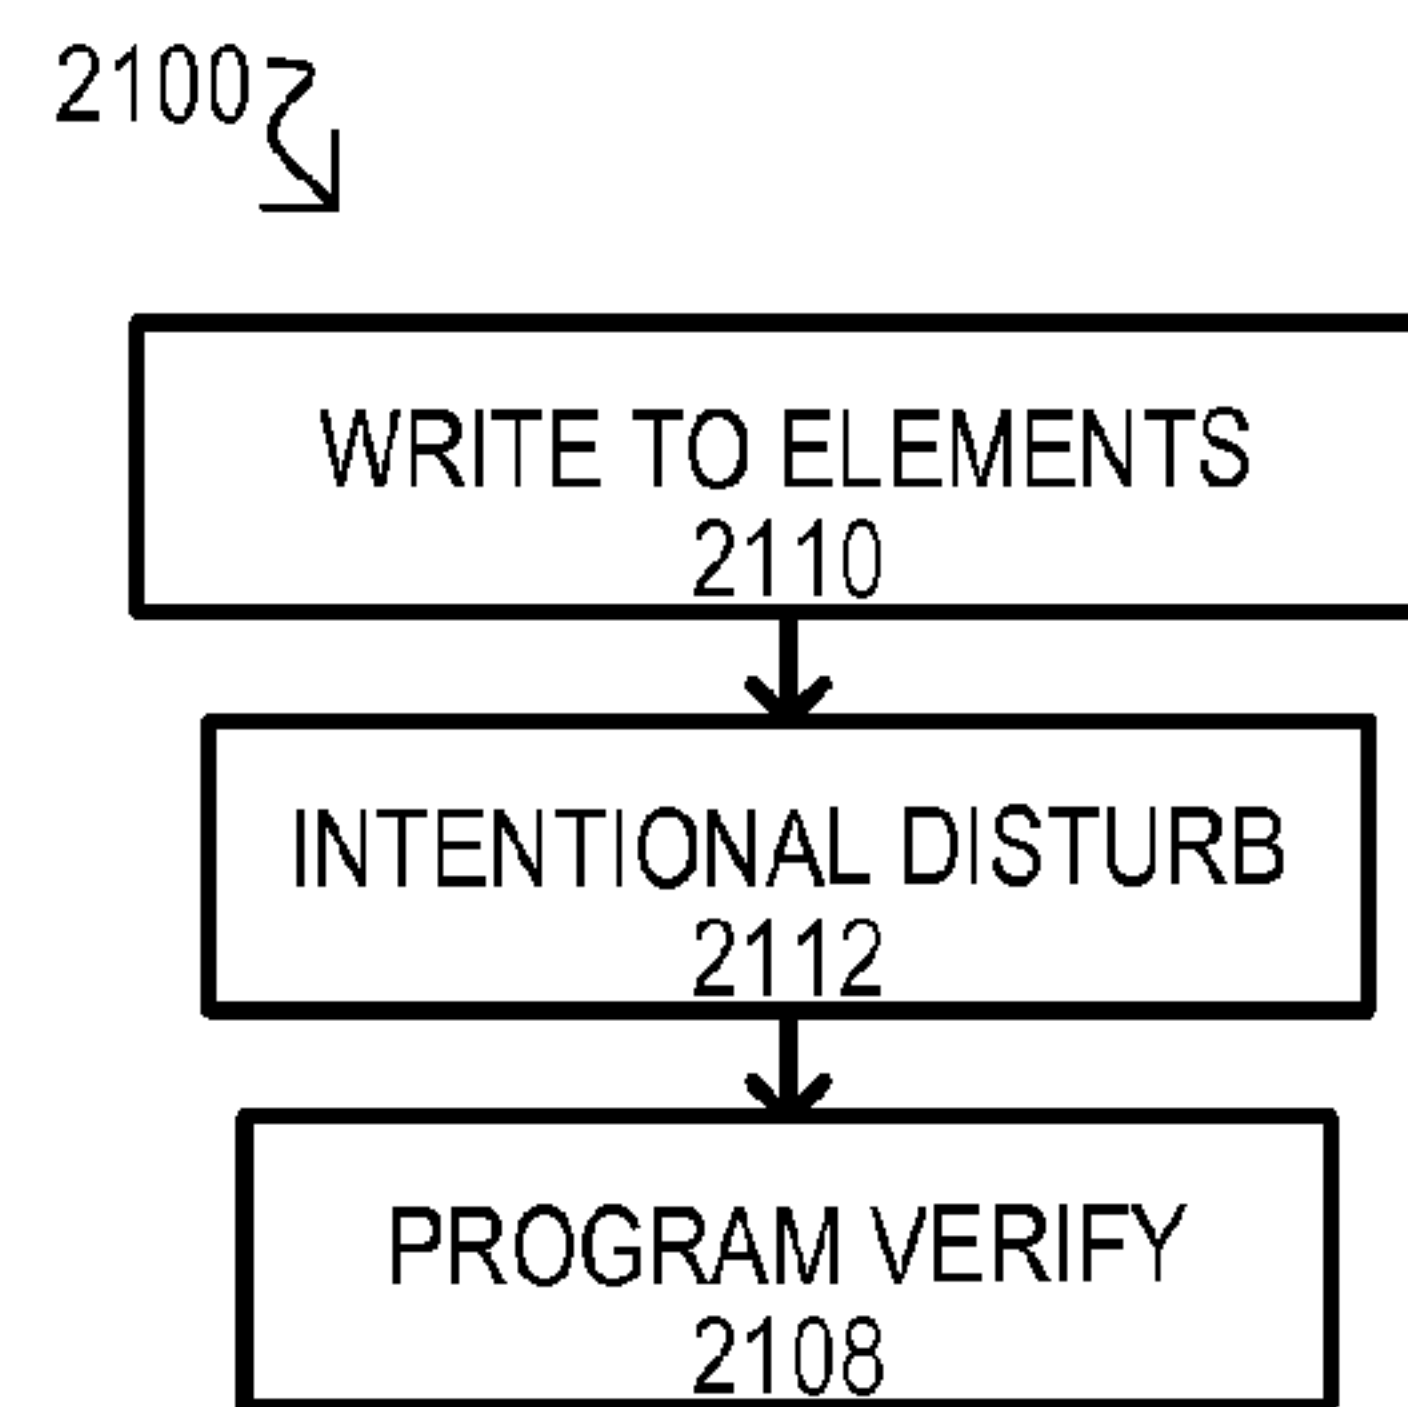 2100
WRITE TO ELEMENTS
2110
INTENTIONAL DISTURB
2112
PROGRAM VERIFY
2108